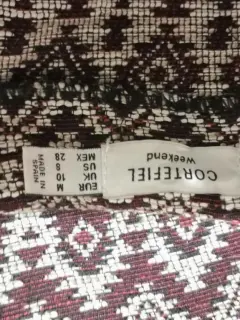 CORTEFIEL
Weekend
EUR M
UK 10
US 8
MEX 28
MADE IN
SPAIN